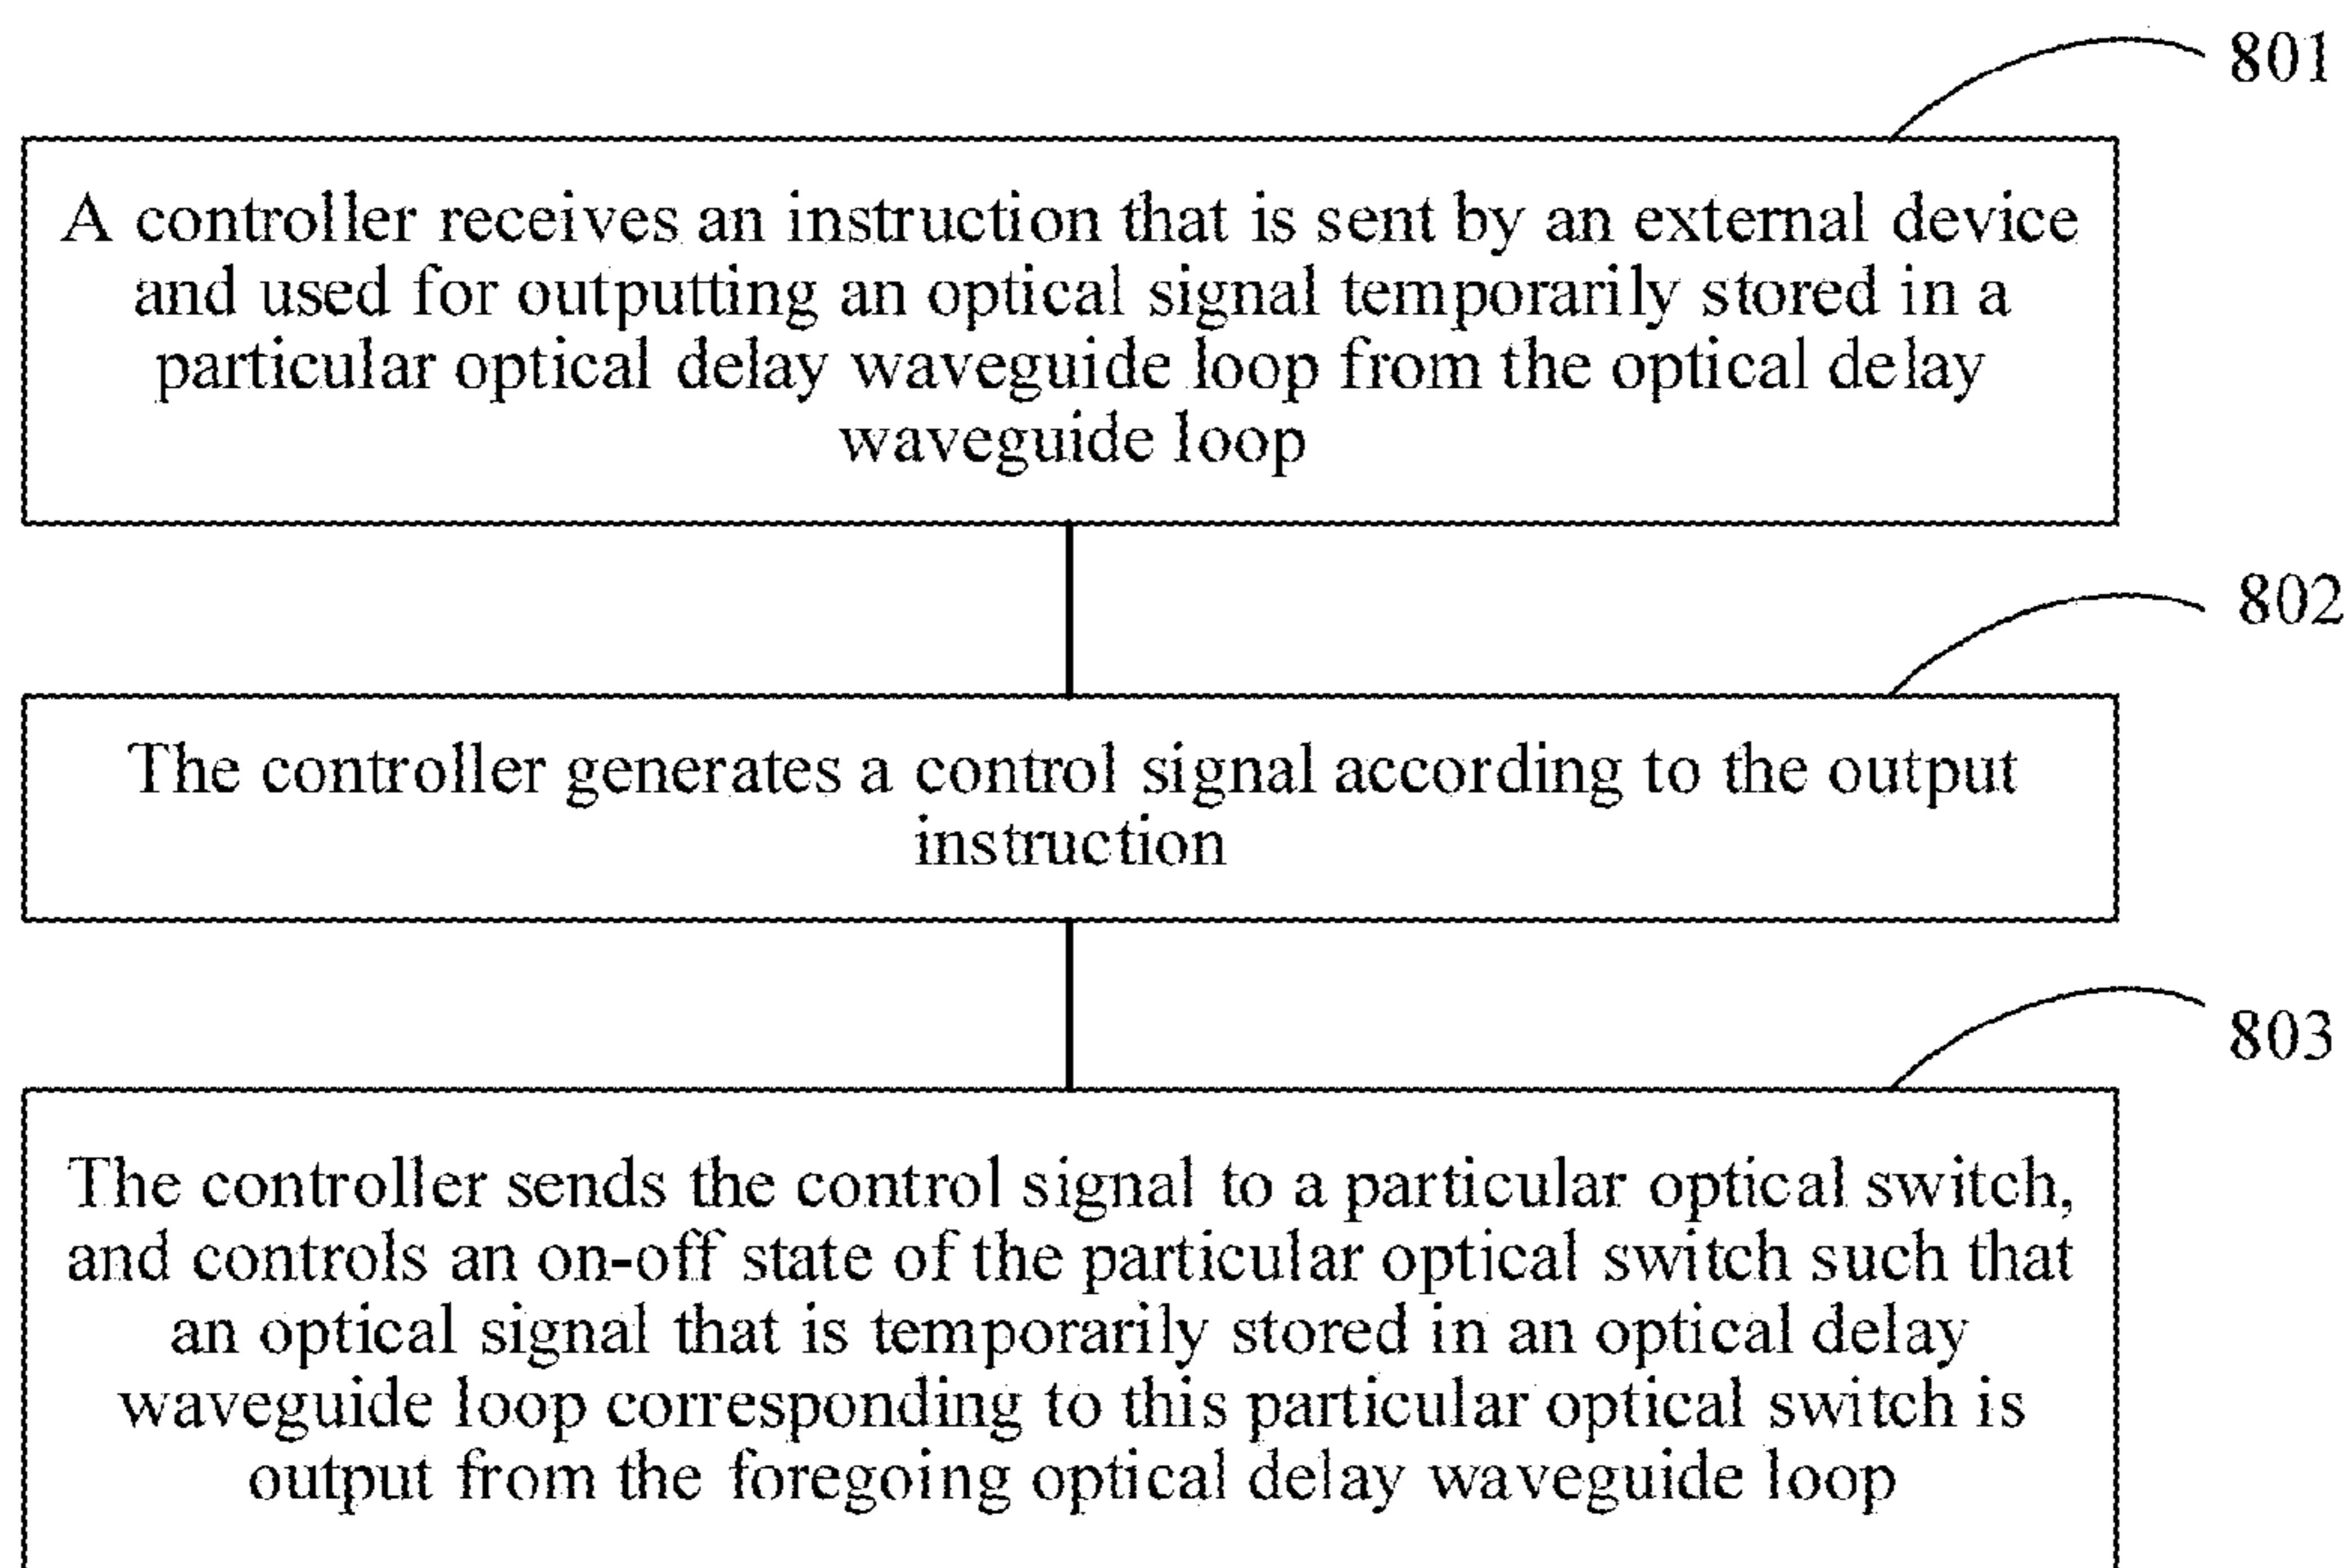 801
A controller receives an instruction that is sent by an external device
and used for outputting an optical signal temporarily stored in a
particular optical delay waveguide loop from the optical delay
waveguide loop
802
The controller generates a control signal according to the output
instruction
803
The controller sends the control signal to a particular optical switch,
and controls an on-off state of the particular optical switch such that
an optical signal that is temporarily stored in an optical delay
waveguide loop corresponding to this particular optical switch is
output from the foregoing optical delay waveguide loop